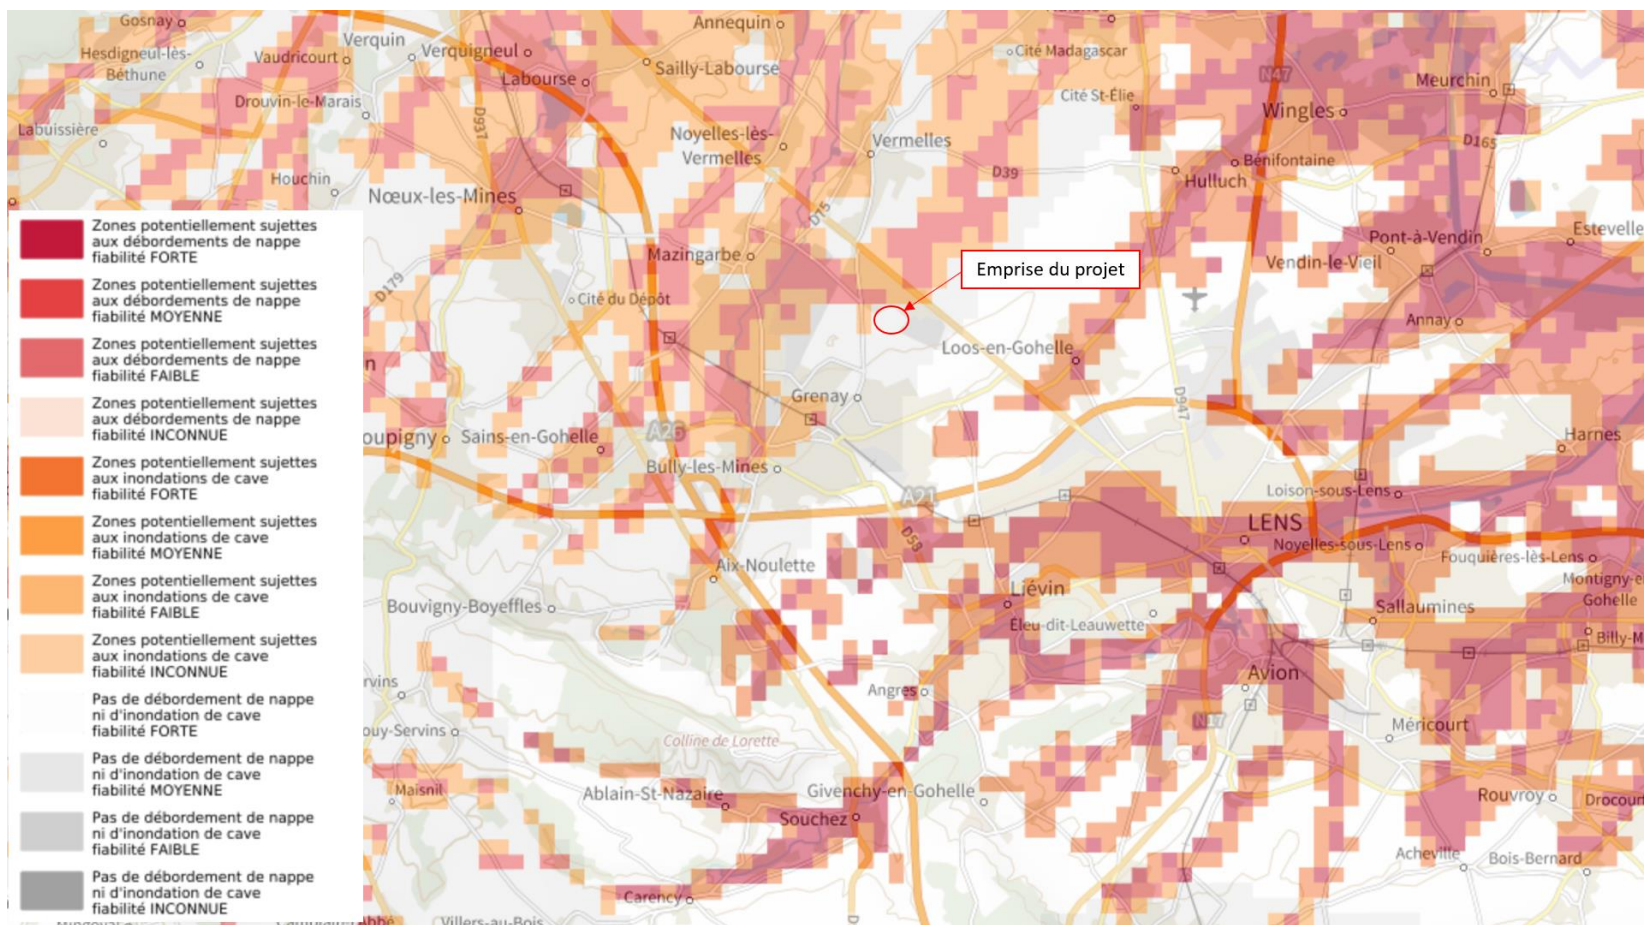 Gosnay
Annequin
Verquin
Verquigneul
Cité Madagascar
Hesdigneul-lès-
Béthune
Vaudricourt
Sailly-Labourse
Labourse
N47
Meurchin
Drouvin-le-Marais
Cité St-Élie
Wingles
Labuissière
D937
Noyelles-lès-
Vermelles
Vermelles
D165
Bénifontaine
Houchin
D39
Hulluch
Nœux-les-Mines
D75
Estevelle
Pont-à-Vendin
Mazingarbe
Vendin-le-Vieil
Emprise du projet
D179
Cité du Dépôt
Annay
Loos-en-Gohelle
Grenay
D947
oupigny
Sains-en-Gohelle
A26
Harnes
Bully-les-Mines
A21
Loison-sous-Lens
LENS
D58
Noyelles-sous-Lens
Fouquières-lès-Lens
Aix-Noulette
Montigny-e
Gohelle
Liévin
Bouvigny-Boyeffles
Sallaumines
Éleu-dit-Leauwette
Billy-M
Avion
rvins
Angres
N17
Méricourt
ouy-Servins
Colline de Lorette
Maisnil
Ablain-St-Nazaire
Givenchy-en-Gohelle
Rouvroy
Drocour
Souchez
Acheville
Bois-Bernard
Carency
Villers-au-Bois
D
n
Zones potentiellement sujettes
aux débordements de nappe
fiabilité FORTE
Zones potentiellement sujettes
aux débordements de nappe
fiabilité MOYENNE
Zones potentiellement sujettes
aux débordements de nappe
fiabilité FAIBLE
Zones potentiellement sujettes
aux débordements de nappe
fiabilité INCONNUE
Zones potentiellement sujettes
aux inondations de cave
fiabilité FORTE
Zones potentiellement sujettes
aux inondations de cave
fiabilité MOYENNE
Zones potentiellement sujettes
aux inondations de cave
fiabilité FAIBLE
Zones potentiellement sujettes
aux inondations de cave
fiabilité INCONNUE
Pas de débordement de nappe
ni d'inondation de cave
fiabilité FORTE
Pas de débordement de nappe
ni d'inondation de cave
fiabilité MOYENNE
Pas de débordement de nappe
ni d'inondation de cave
fiabilité FAIBLE
Pas de débordement de nappe
ni d'inondation de cave
fiabilité INCONNUE